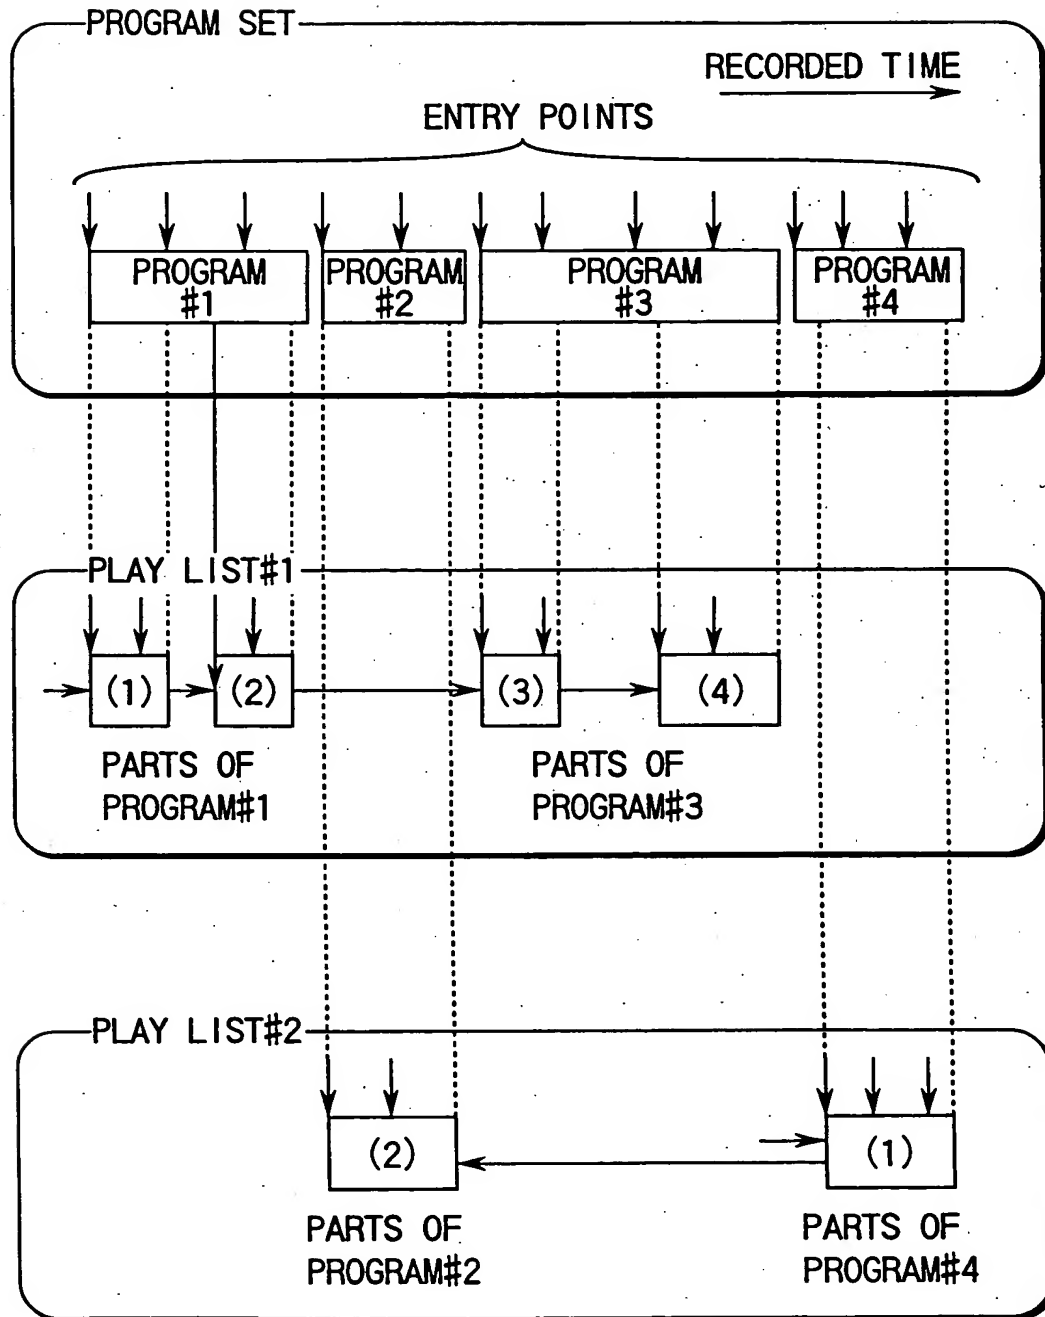 PROGRAM SET
RECORDED TIME
ENTRY POINTS
PROGRAM
#1
PROGRAM
#2
PROGRAM
#3
PROGRAM
#4
PLAY LIST#1
(1)
(2)
(3)
(4)
PARTS OF
PROGRAM#1
PARTS OF
PROGRAM#3
PLAY LIST#2
(2)
(1)
PARTS OF
PROGRAM#2
PARTS OF
PROGRAM#4